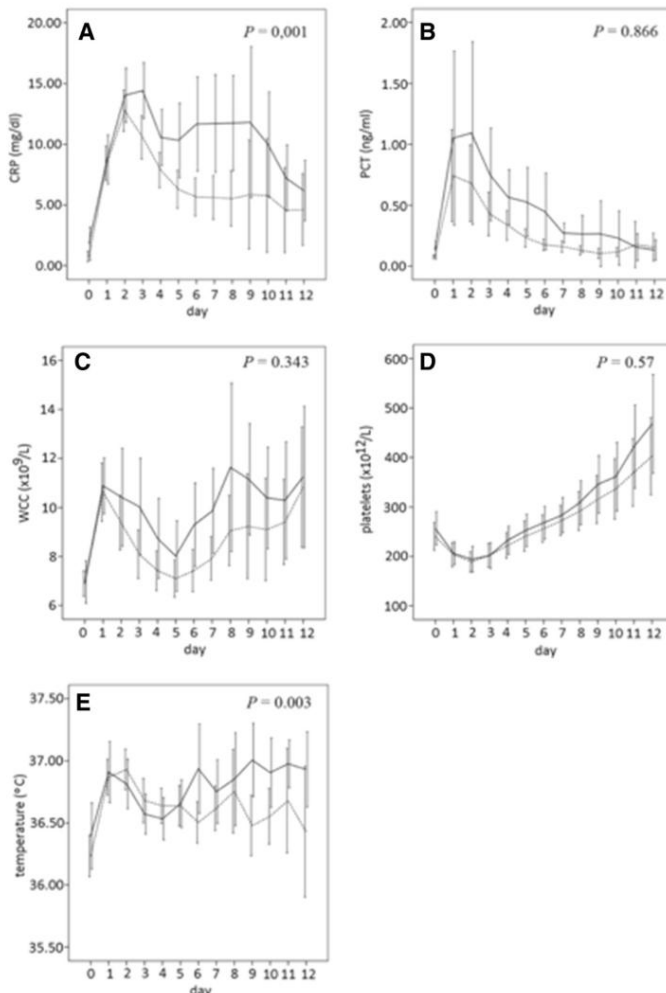 A
P = 0,001
20.00
15.00
10.00
5.00
0.00
CRP (mg/dl)
0 1 2 3 4 5 6 7 8 9 10 11 12
day
B
P = 0.866
2.00
1.50
1.00
0.50
0.00
PCT (ng/ml)
0 1 2 3 4 5 6 7 8 9 10 11 12
day
C
P = 0.343
16
14
12
10
8
6
WCC (x10⁹/L)
0 1 2 3 4 5 6 7 8 9 10 11 12
day
D
P = 0.57
600
500
400
300
200
100
platelets (x10¹²/L)
0 1 2 3 4 5 6 7 8 9 10 11 12
day
E
P = 0.003
37.50
37.00
36.50
36.00
35.50
temperature (°C)
0 1 2 3 4 5 6 7 8 9 10 11 12
day